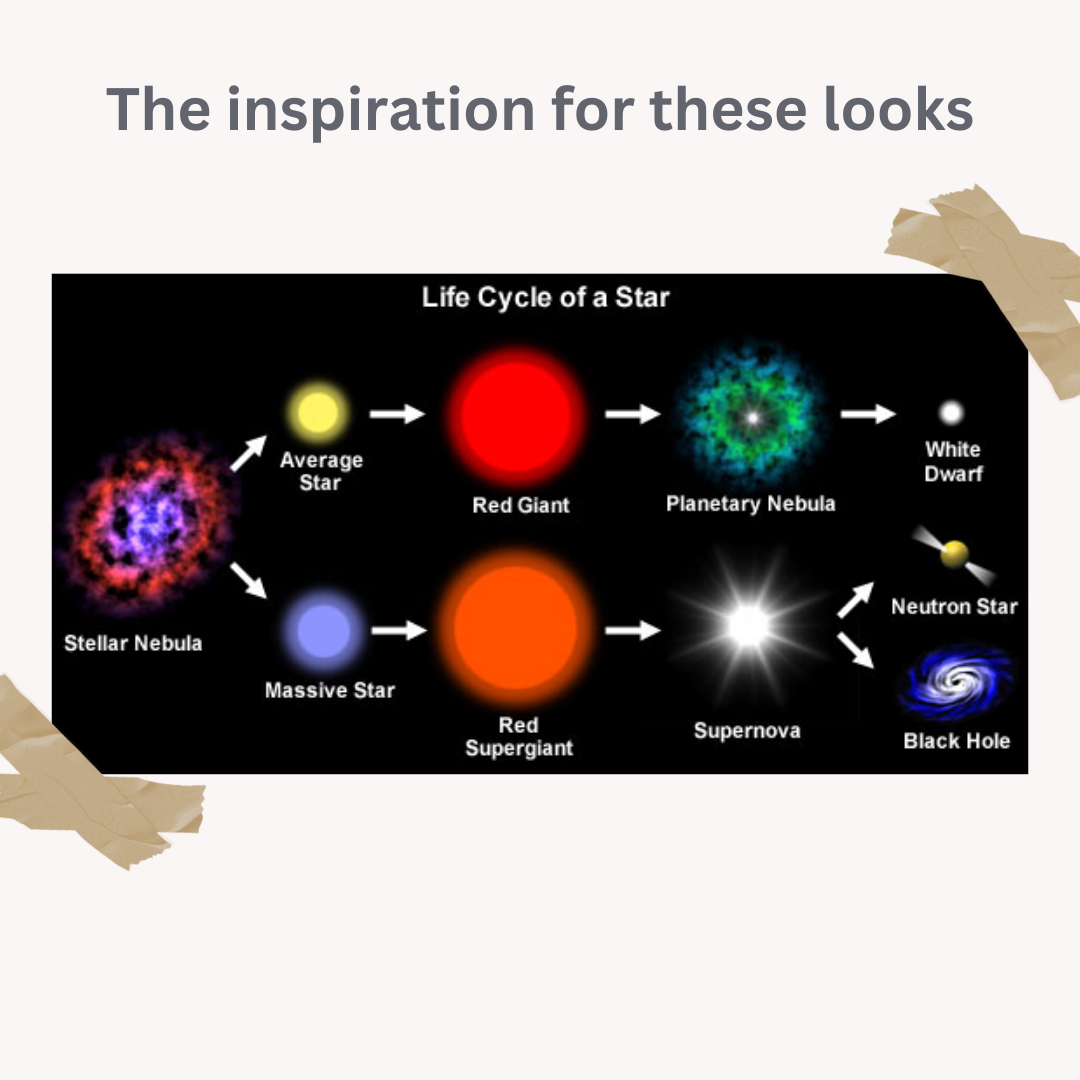 The inspiration for these looks
Life Cycle of a Star
Stellar Nebula
Average
Star
Red Giant
Planetary Nebula
White
Dwarf
Massive Star
Red
Supergiant
Supernova
Neutron Star
Black Hole